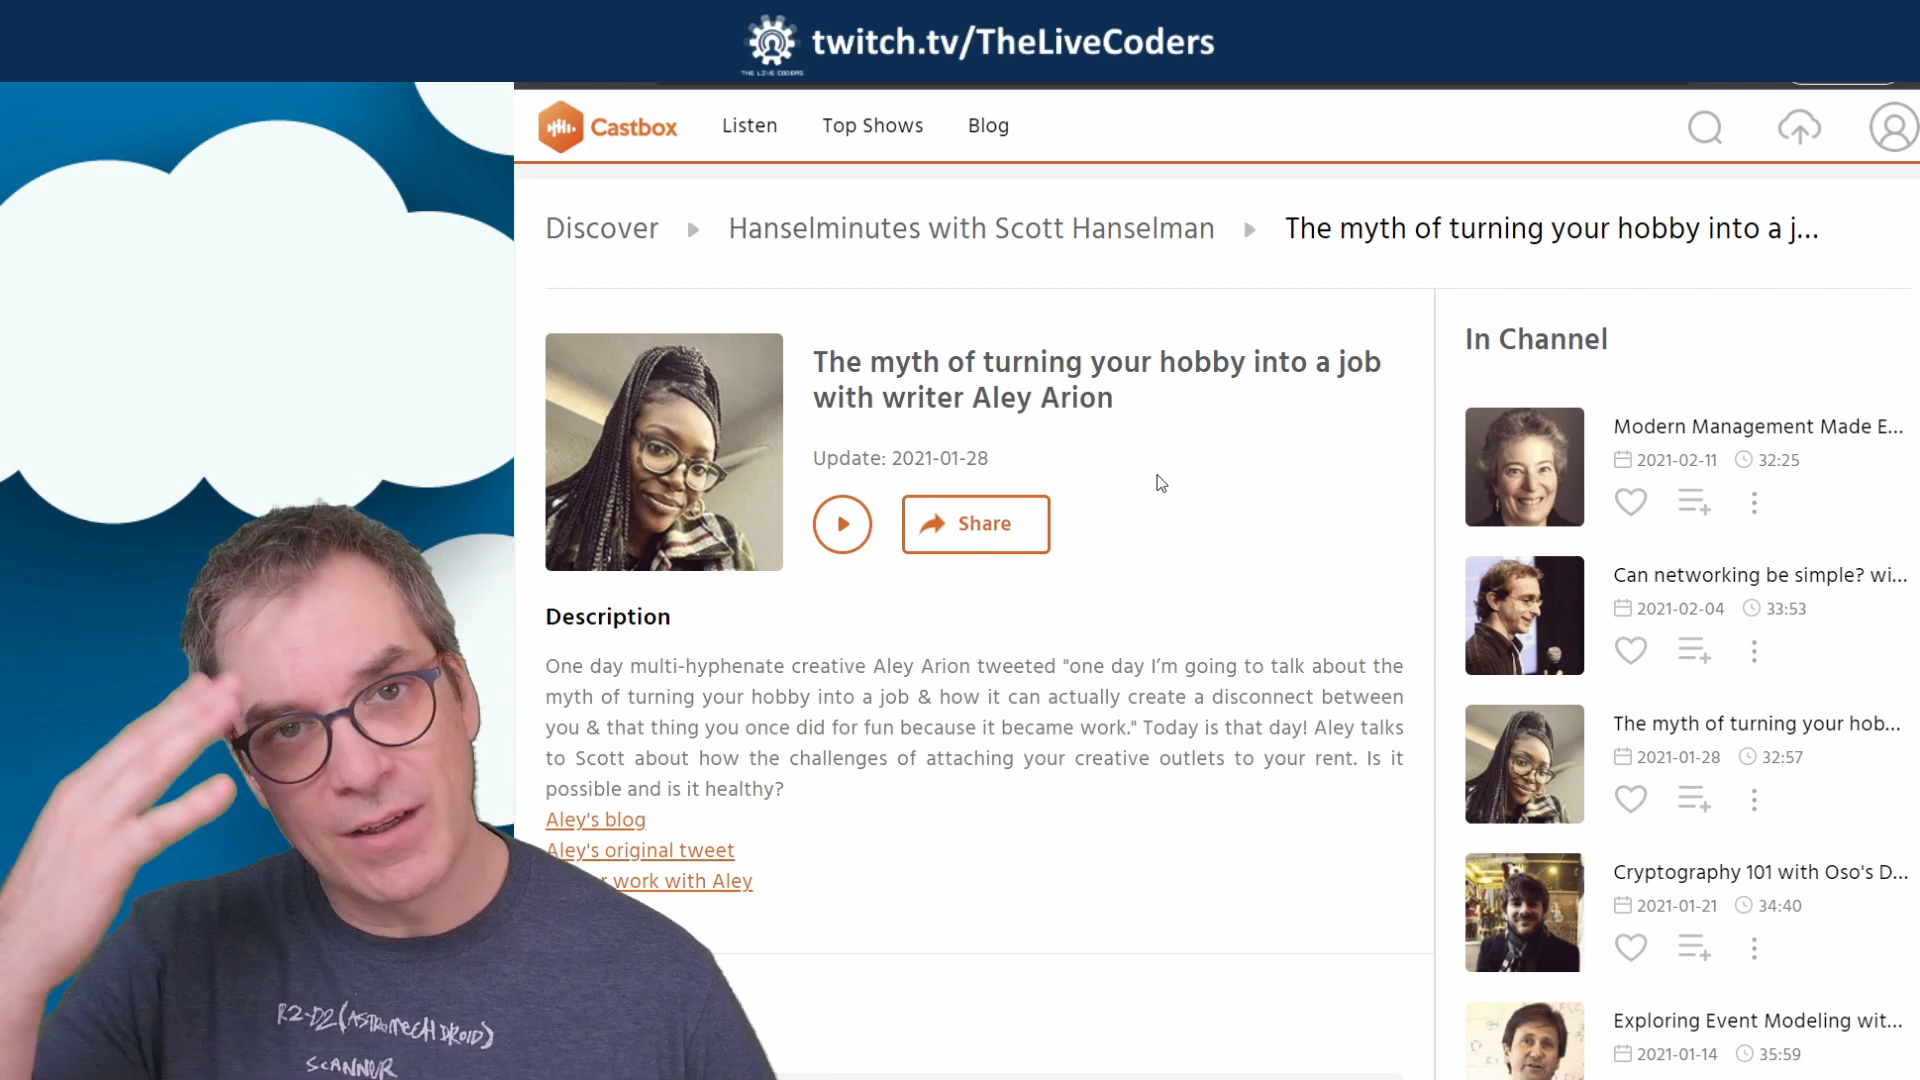 THE LIVE CODERS
twitch.tv/TheLiveCoders
Castbox
Listen
Top Shows
Blog
Discover
Hanselminutes with Scott Hanselman
The myth of turning your hobby into a j...
The myth of turning your hobby into a job
with writer Aley Arion
Update: 2021-01-28
Share
Description
One day multi-hyphenate creative Aley Arion tweeted "one day I'm going to talk about the
myth of turning your hobby into a job & how it can actually create a disconnect between
you & that thing you once did for fun because it became work." Today is that day! Aley talks
to Scott about how the challenges of attaching your creative outlets to your rent. Is it
possible and is it healthy?
Aley's blog
Aley's original tweet
work with Aley
In Channel
Modern Management Made E...
2021-02-11 32:25
Can networking be simple? wi...
2021-02-04 33:53
The myth of turning your hob...
2021-01-28 32:57
Cryptography 101 with Oso's D...
2021-01-21 34:40
Exploring Event Modeling wit...
2021-01-14 35:59
R2-D2 (ASTROMECH DROID)
SCANNER